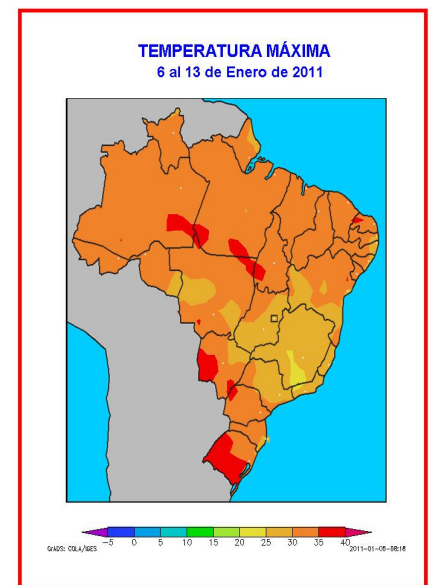 TEMPERATURA MÁXIMA
6 al 13 de Enero de 2011
-5 0 5 10 15 20 25 30 35 40
GrADS: COLA/IGES
2011-01-05-08:18